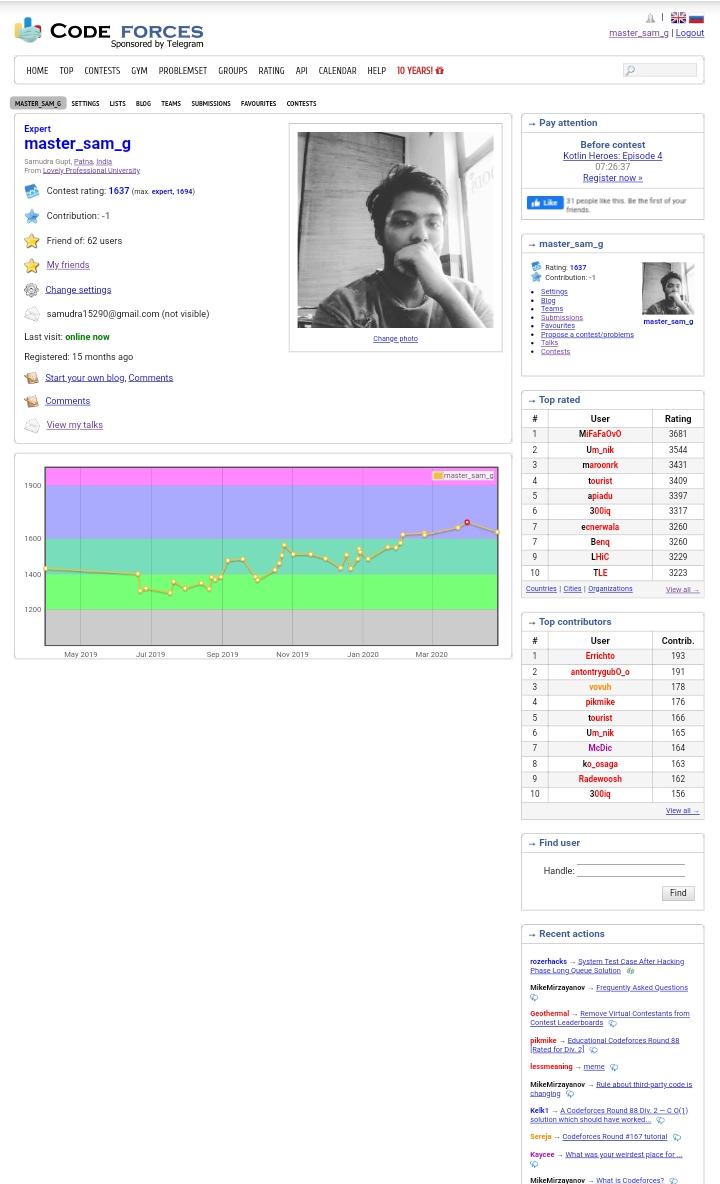 CODE FORCES
Sponsored by Telegram
master_sam_g | Logout
HOME TOP CONTESTS GYM PROBLEMSET GROUPS RATING API CALENDAR HELP 10 YEARS!
MASTER_SAM_G SETTINGS LISTS BLOG TEAMS SUBMISSIONS FAVOURITES CONTESTS
Expert
master_sam_g
Samudra Gupt, Patna, India
From Lovely Professional University
Contest rating: 1637 (max. expert, 1694)
Contribution: -1
Friend of: 62 users
My friends
Change settings
samudra15290@gmail.com (not visible)
Last visit: online now
Registered: 15 months ago
Start your own blog, Comments
Comments
View my talks
Change photo
master_sam_g
1900
1600
1400
1200
May 2019 Jul 2019 Sep 2019 Nov 2019 Jan 2020 Mar 2020
→ Pay attention
Before contest
Kotlin Heroes: Episode 4
07:26:37
Register now »
Like 31 people like this. Be the first of your
friends.
→ master_sam_g
Rating: 1637
Contribution: -1
Settings
Blog
Teams
Submissions
Favourites
Propose a contest/problems
Talks
Contests
master_sam_g
→ Top rated
# User Rating
1 MiFaFaOvO 3681
2 Um_nik 3544
3 maroonrk 3431
4 tourist 3409
5 apiadu 3397
6 300iq 3317
7 ecnerwala 3260
7 Benq 3260
9 LHiC 3229
10 TLE 3223
Countries | Cities | Organizations View all →
→ Top contributors
# User Contrib.
1 Errichto 193
2 antontrygubO_o 191
3 vovuh 178
4 pikmike 176
5 tourist 166
6 Um_nik 165
7 McDic 164
8 ko_osaga 163
9 Radewoosh 162
10 300iq 156
View all →
→ Find user
Handle:
Find
→ Recent actions
rozerhacks → System Test Case After Hacking
Phase Long Queue Solution
MikeMirzayanov → Frequently Asked Questions
Geothermal → Remove Virtual Contestants from
Contest Leaderboards
pikmike → Educational Codeforces Round 88
[Rated for Div. 2]
lessmeaning → meme
MikeMirzayanov → Rule about third-party code is
changing
Kelk1 → A Codeforces Round 88 Div. 2 — C O(1)
solution which should have worked...
Sereja → Codeforces Round #167 tutorial
Kaycee → What was your weirdest place for ...
MikeMirzayanov → What is Codeforces?